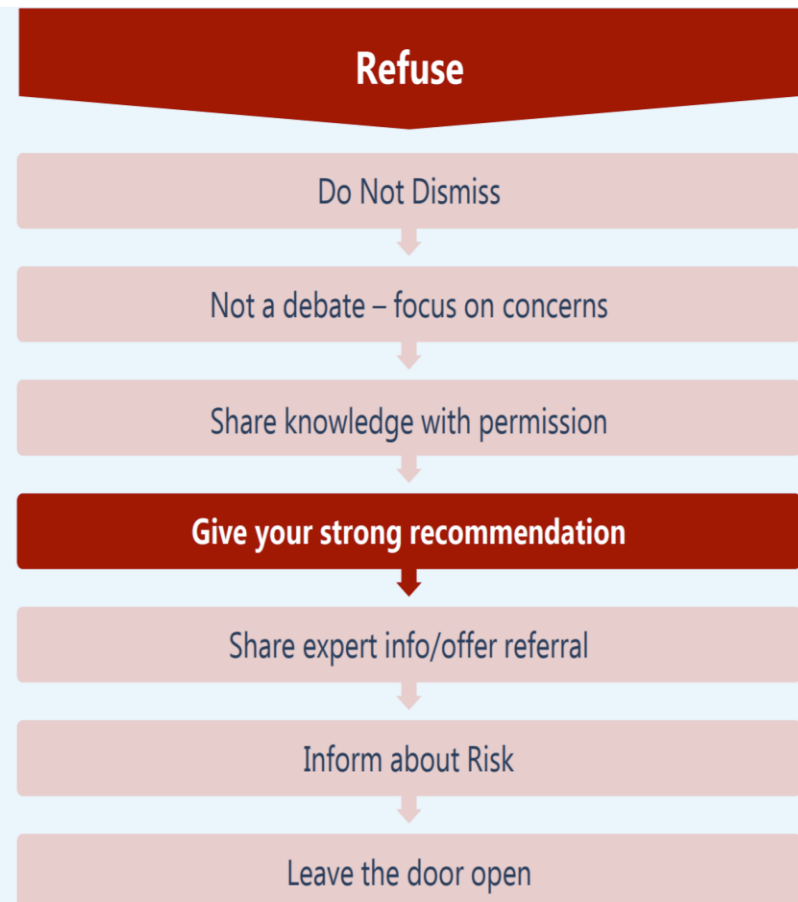 Refuse
Do Not Dismiss
Not a debate – focus on concerns
Share knowledge with permission
Give your strong recommendation
Share expert info/offer referral
Inform about Risk
Leave the door open